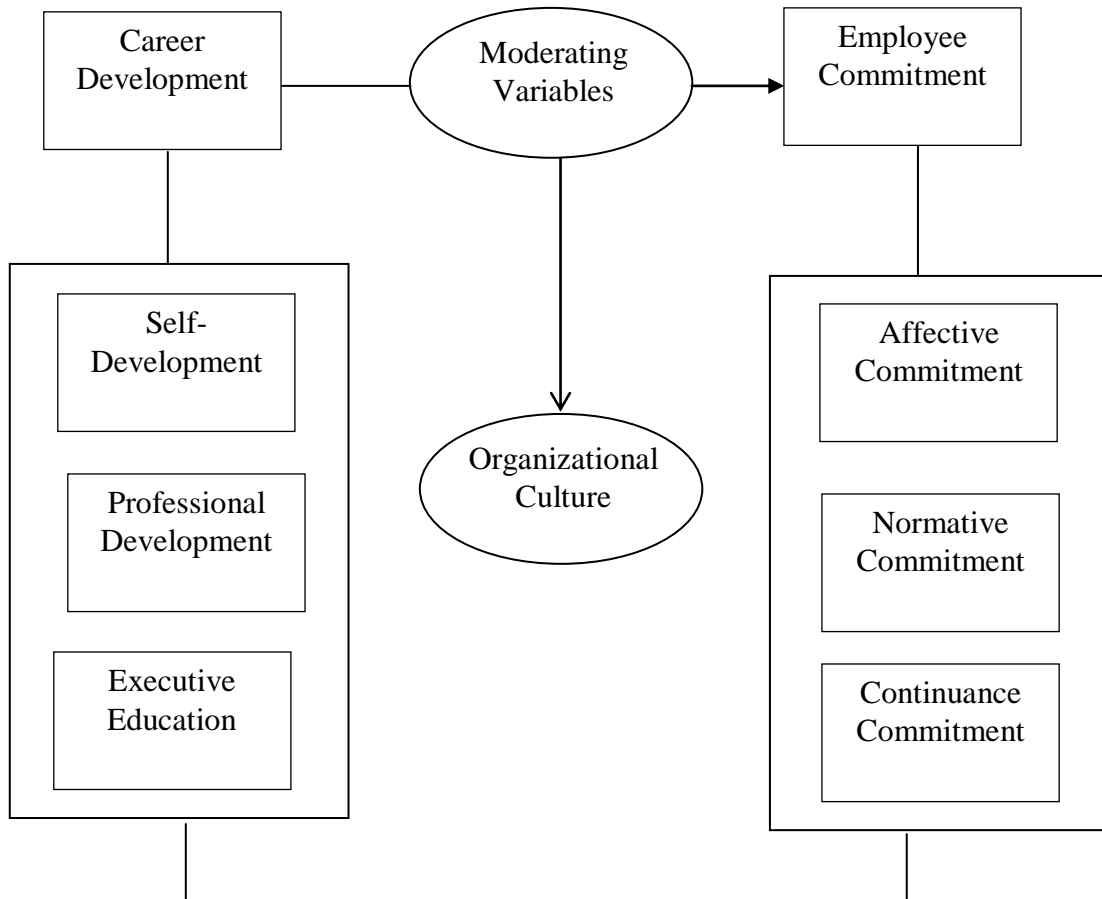 Career
Development
Moderating
Variables
Employee
Commitment
Self-
Development
Professional
Development
Executive
Education
Organizational
Culture
Affective
Commitment
Normative
Commitment
Continuance
Commitment